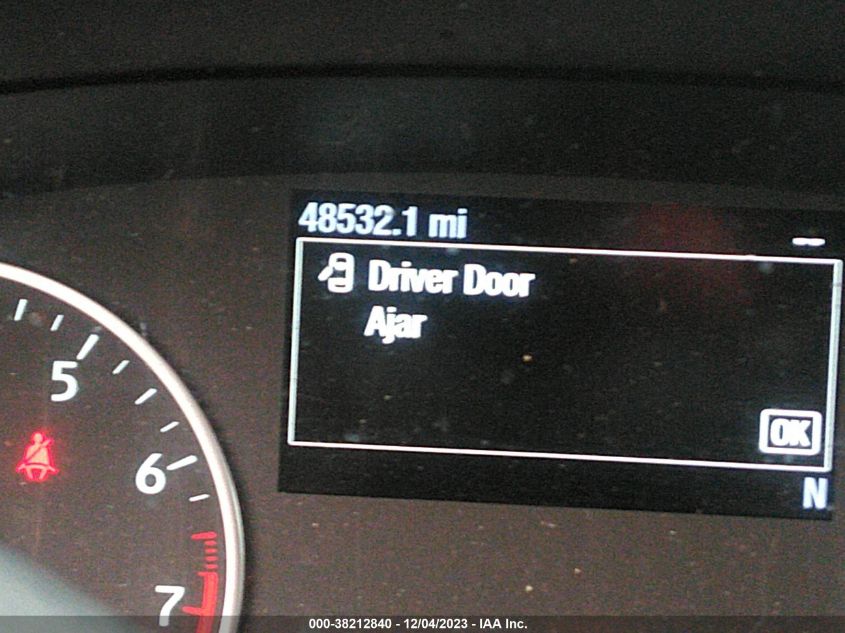 48532.1 mi
--
Driver Door
Ajar
OK
N
5
6
7
000-38212840 - 12/04/2023 - IAA Inc.